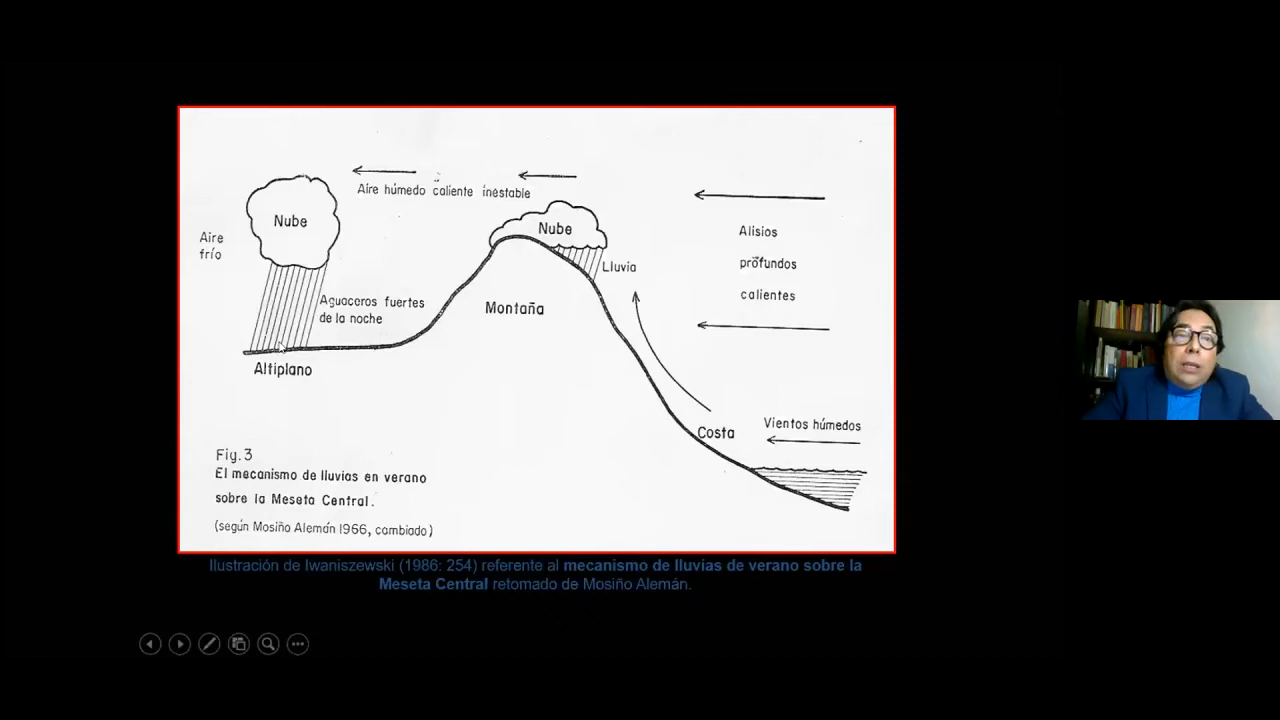 Aire húmedo caliente inestable
Nube
Nube
Aire
frío
Lluvia
Alisios
profundos
calientes
Aguaceros fuertes
de la noche
Montaña
Altiplano
Costa
Vientos húmedos
Fig.3
El mecanismo de lluvias en verano
sobre la Meseta Central.
(según Mosiño Alemán 1966, cambiado)
Ilustración de Iwaniszewski (1986: 254) referente al mecanismo de lluvias de verano sobre la
Meseta Central retomado de Mosiño Alemán.